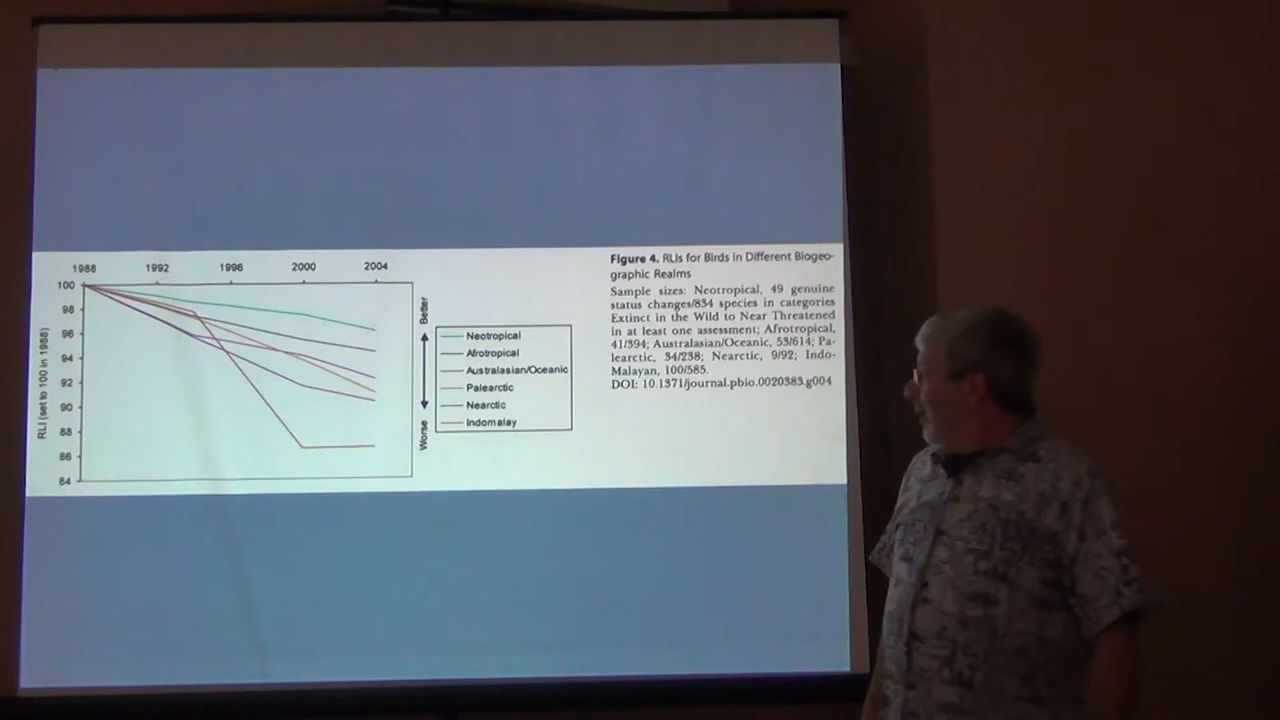 1988 1992 1996 2000 2004
100
98
96
94
92
90
88
86
84
RLI (set to 100 in 1988)
Better
Worse
Neotropical
Afrotropical
Australasian/Oceanic
Palearctic
Nearctic
Indomalay
Figure 4. RLIs for Birds in Different Biogeo-
graphic Realms
Sample sizes: Neotropical, 49 genuine
status changes/834 species in categories
Extinct in the Wild to Near Threatened
in at least one assessment; Afrotropical,
41/394; Australasian/Oceanic, 53/614; Pa-
learctic, 34/238; Nearctic, 9/92; Indo-
Malayan, 100/585.
DOI: 10.1371/journal.pbio.0020383.g004